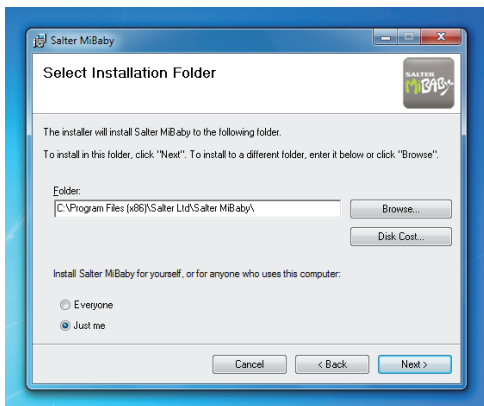 Salter MiBaby
Select Installation Folder
SALTER
MiBABY
The installer will install Salter MiBaby to the following folder.
To install in this folder, click "Next". To install to a different folder, enter it below or click "Browse".
Folder:
C:\Program Files (x86)\Salter Ltd\Salter MiBaby\
Browse...
Disk Cost...
Install Salter MiBaby for yourself, or for anyone who uses this computer:
Everyone
Just me
Cancel
< Back
Next >